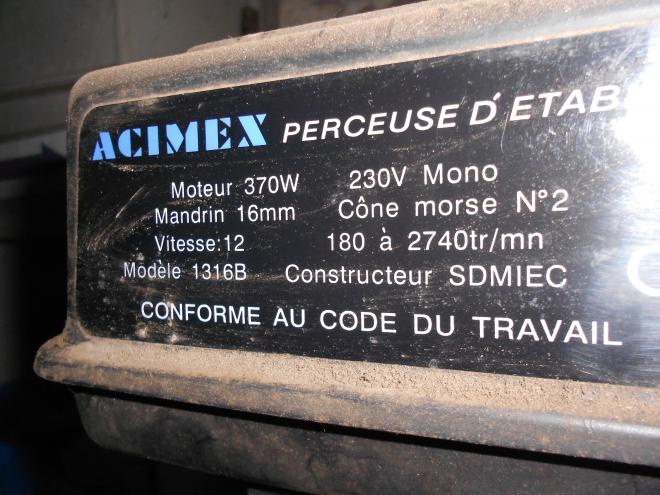 ACIMEX PERCEUSE D'ETAB
Moteur 370W 230V Mono
Mandrin 16mm Cône morse N°2
Vitesse:12 180 à 2740tr/mn
Modèle 1316B Constructeur SDMIEC
CONFORME AU CODE DU TRAVAIL